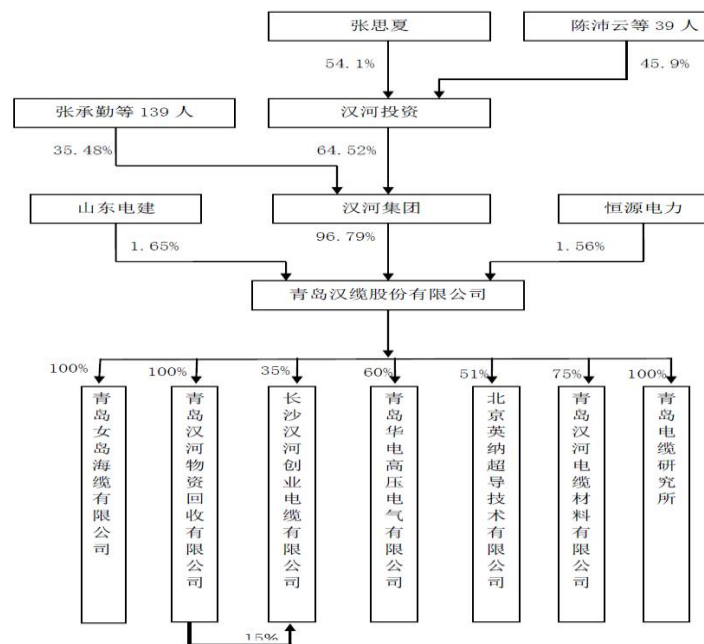 张思夏
陈沛云等 39 人
54.1%
45.9%
张承勤等 139 人
汉河投资
35.48%
64.52%
山东电建
汉河集团
恒源电力
1.65%
96.79%
1.56%
青岛汉缆股份有限公司
100%
100%
35%
60%
51%
75%
100%
青岛女岛海缆有限公司
青岛汉河物资回收有限公司
长沙汉河创业电缆有限公司
青岛华电高压电气有限公司
北京英纳超导技术有限公司
青岛汉河电缆材料有限公司
青岛电缆研究所
15%